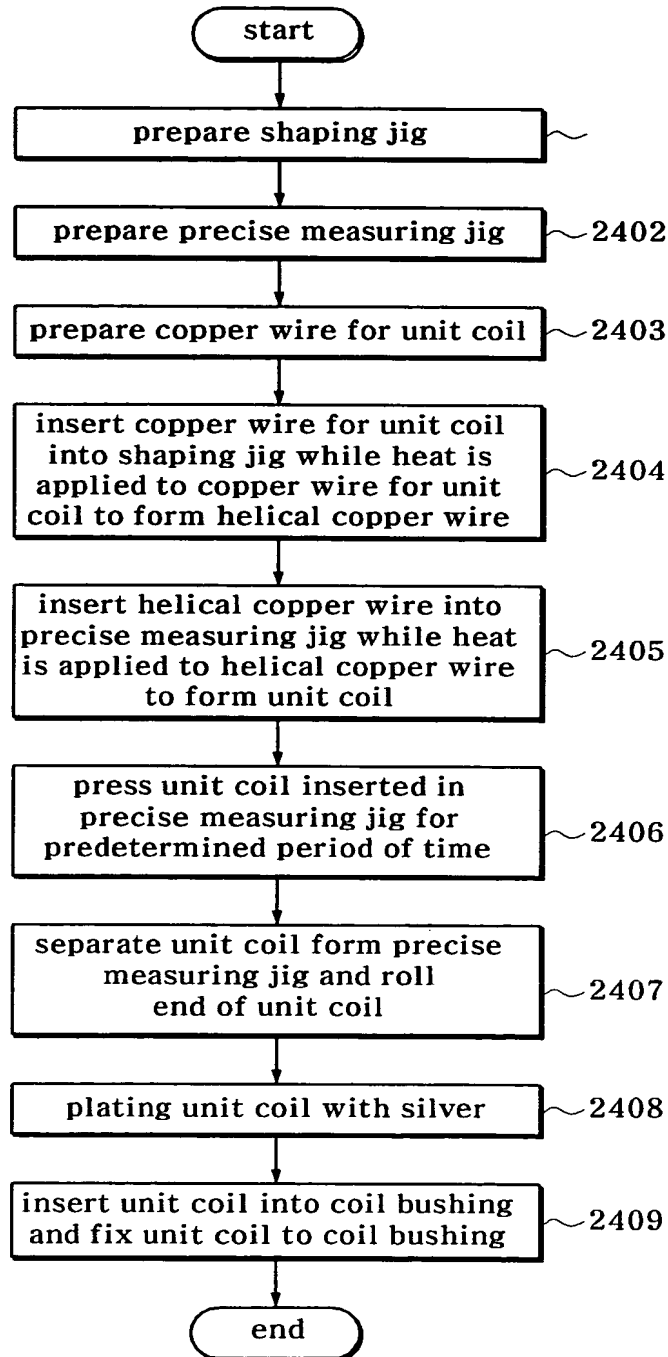 start
prepare shaping jig
prepare precise measuring jig
2402
prepare copper wire for unit coil
2403
insert copper wire for unit coil
into shaping jig while heat is
applied to copper wire for unit
coil to form helical copper wire
2404
insert helical copper wire into
precise measuring jig while heat
is applied to helical copper wire
to form unit coil
2405
press unit coil inserted in
precise measuring jig for
predetermined period of time
2406
separate unit coil form precise
measuring jig and roll
end of unit coil
2407
plating unit coil with silver
2408
insert unit coil into coil bushing
and fix unit coil to coil bushing
2409
end